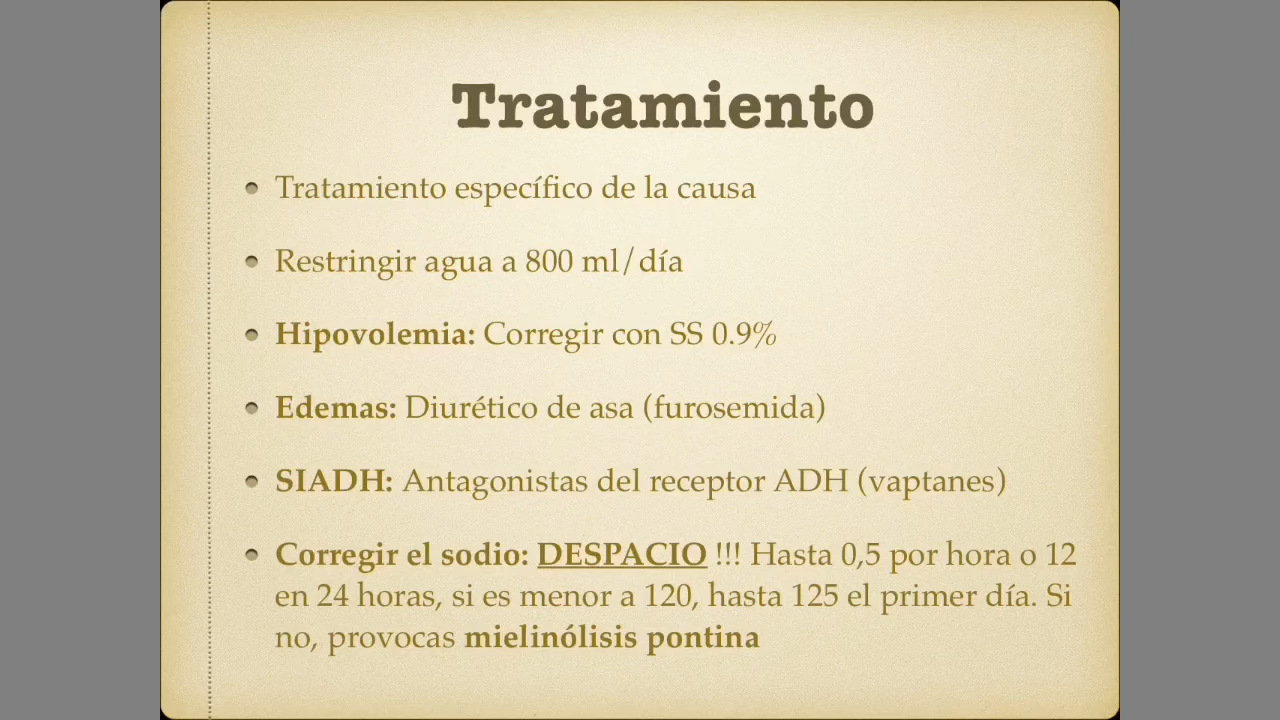 Tratamiento
Tratamiento específico de la causa
Restringir agua a 800 ml/día
Hipovolemia: Corregir con SS 0.9%
Edemas: Diurético de asa (furosemida)
SIADH: Antagonistas del receptor ADH (vaptanes)
Corregir el sodio: DESPACIO !!! Hasta 0,5 por hora o 12
en 24 horas, si es menor a 120, hasta 125 el primer día. Si
no, provocas mielinólisis pontina